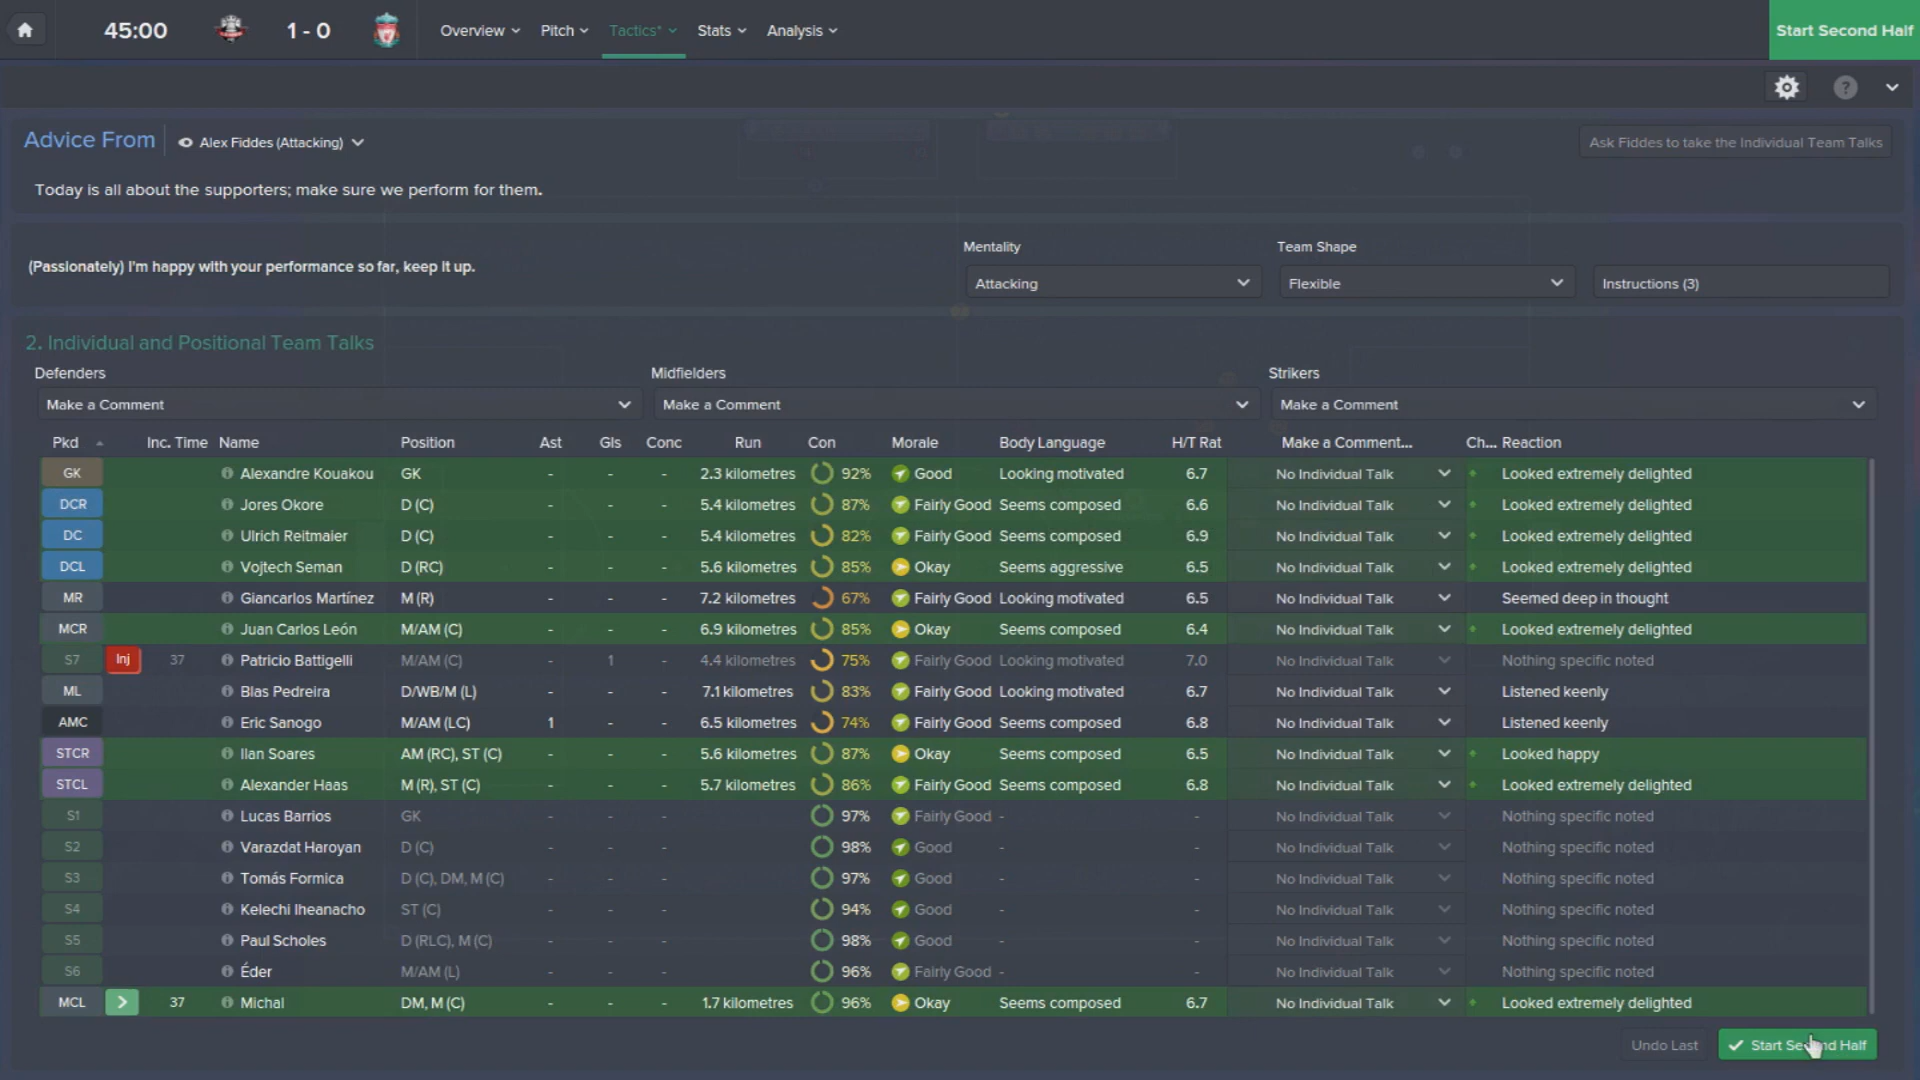 45:00 1 - 0 Overview Pitch Tactics* Stats Analysis Start Second Half
?
Advice From Alex Fiddes (Attacking) Ask Fiddes to take the Individual Team Talks
Today is all about the supporters; make sure we perform for them.
Mentality Team Shape
(Passionately) I'm happy with your performance so far, keep it up.
Attacking Flexible Instructions (3)
2. Individual and Positional Team Talks
Defenders Midfielders Strikers
Make a Comment Make a Comment Make a Comment
Pkd Inc. Time Name Position Ast Gls Conc Run Con Morale Body Language H/T Rat Make a Comment... Ch... Reaction
GK Alexandre Kouakou GK - - - 2.3 kilometres 92% Good Looking motivated 6.7 No Individual Talk Looked extremely delighted
DCR Jores Okore D (C) - - - 5.4 kilometres 87% Fairly Good Seems composed 6.6 No Individual Talk Looked extremely delighted
DC Ulrich Reitmaier D (C) - - - 5.4 kilometres 82% Fairly Good Seems composed 6.9 No Individual Talk Looked extremely delighted
DCL Vojtech Seman D (RC) - - - 5.6 kilometres 85% Okay Seems aggressive 6.5 No Individual Talk Looked extremely delighted
MR Giancarlos Martínez M (R) - - - 7.2 kilometres 67% Fairly Good Looking motivated 6.5 No Individual Talk Seemed deep in thought
MCR Juan Carlos León M/AM (C) - - - 6.9 kilometres 85% Okay Seems composed 6.4 No Individual Talk Looked extremely delighted
S7 Inj 37 Patricio Battigelli M/AM (C) - 1 - 4.4 kilometres 75% Fairly Good Looking motivated 7.0 No Individual Talk Nothing specific noted
ML Blas Pedreira D/WB/M (L) - - - 7.1 kilometres 83% Fairly Good Looking motivated 6.7 No Individual Talk Listened keenly
AMC Eric Sanogo M/AM (LC) 1 - - 6.5 kilometres 74% Fairly Good Seems composed 6.8 No Individual Talk Listened keenly
STCR Ilan Soares AM (RC), ST (C) - - - 5.6 kilometres 87% Okay Seems composed 6.5 No Individual Talk Looked happy
STCL Alexander Haas M (R), ST (C) - - - 5.7 kilometres 86% Fairly Good Seems composed 6.8 No Individual Talk Looked extremely delighted
S1 Lucas Barrios GK - - - 97% Fairly Good - - No Individual Talk Nothing specific noted
S2 Varazdat Haroyan D (C) - - - 98% Good - - No Individual Talk Nothing specific noted
S3 Tomás Formica D (C), DM, M (C) - - - 97% Good - - No Individual Talk Nothing specific noted
S4 Kelechi Iheanacho ST (C) - - - 94% Good - - No Individual Talk Nothing specific noted
S5 Paul Scholes D (RLC), M (C) - - - 98% Good - - No Individual Talk Nothing specific noted
S6 Éder M/AM (L) - - - 96% Fairly Good - - No Individual Talk Nothing specific noted
MCL 37 Michal DM, M (C) - - - 1.7 kilometres 96% Okay Seems composed 6.7 No Individual Talk Looked extremely delighted
Undo Last Start Second Half